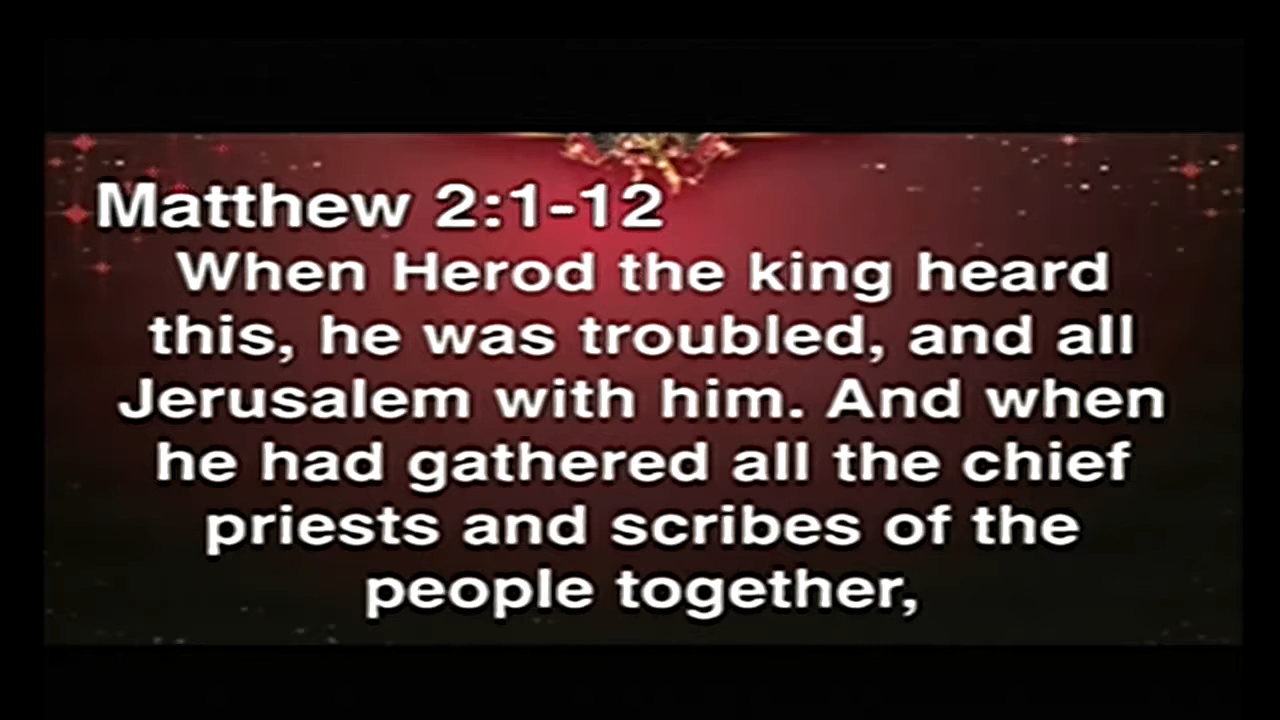 Matthew 2:1-12
When Herod the king heard
this, he was troubled, and all
Jerusalem with him. And when
he had gathered all the chief
priests and scribes of the
people together,